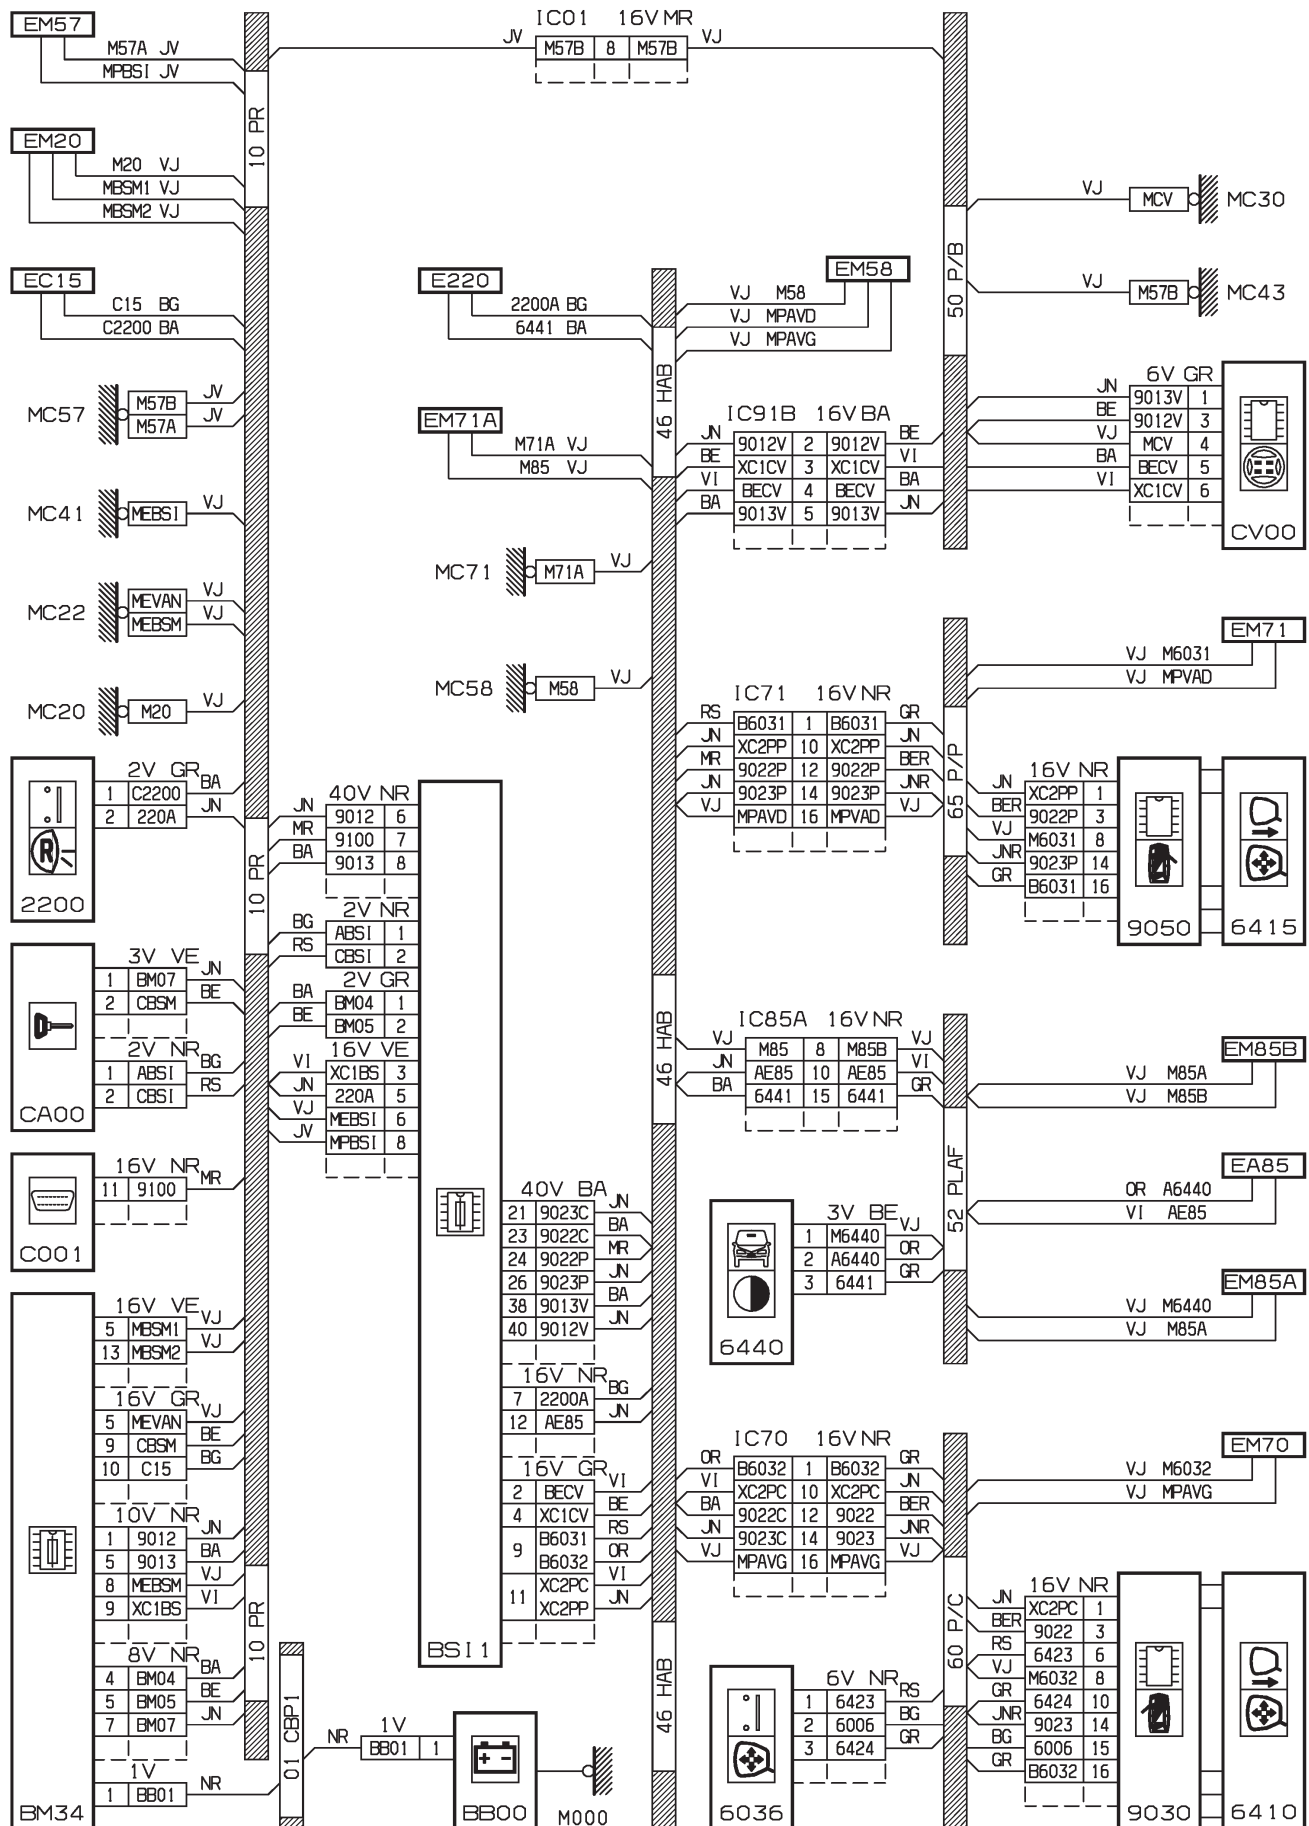 EM57
M57A JV
MPBSI JV
10 PR
EM20
M20 VJ
MBSM1 VJ
MBSM2 VJ
EC15
C15 BG
C2200 BA
MC57
M57B JV
M57A JV
MC41
MEBSI VJ
MC22
MEVAN VJ
MEBSM VJ
MC20
M20 VJ
2V GR
1 C2200 BA
2 220A JN
2200
10 PR
3V VE
1 BM07 JN
2 CBSM BE
2V NR
1 ABSI BG
2 CBSI RS
CA00
16V NR
11 9100 MR
C001
16V VE
5 MBSM1 VJ
13 MBSM2 VJ
16V GR
5 MEVAN VJ
9 CBSM BE
10 C15 BG
10V NR
1 9012 JN
5 9013 BA
8 MEBSM VJ
9 XC1BS VI
8V NR
4 BM04 BA
5 BM05 BE
7 BM07 JN
1V
1 BB01 NR
BM34
10 PR
01 CBP1
IC01 16V MR
JV M57B 8 M57B VJ
E220
2200A BG
6441 BA
EM71A
M71A VJ
M85 VJ
MC71
M71A VJ
MC58
M58 VJ
40V NR
JN 9012 6
MR 9100 7
BA 9013 8
2V NR
BG ABSI 1
RS CBSI 2
2V GR
BA BM04 1
BE BM05 2
16V VE
VI XC1BS 3
JN 220A 5
VJ MEBSI 6
JV MPBSI 8
40V BA
21 9023C JN
23 9022C BA
24 9022P MR
26 9023P JN
38 9013V BA
40 9012V JN
16V NR
7 2200A BG
12 AE85 JN
16V GR
2 BECV VI
4 XC1CV BE
9 B6031 RS
B6032 OR
11 XC2PC VI
XC2PP JN
BSI1
NR 1V
BB01 1
BB00
M000
46 HAB
46 HAB
46 HAB
EM58
VJ M58
VJ MPAVD
VJ MPAVG
IC91B 16V BA
JN 9012V 2 9012V BE
BE XC1CV 3 XC1CV VI
VI BECV 4 BECV BA
BA 9013V 5 9013V JN
IC71 16V NR
RS B6031 1 B6031 GR
JN XC2PP 10 XC2PP JN
MR 9022P 12 9022P BER
JN 9023P 14 9023P JNR
VJ MPAVD 16 MPVAD VJ
IC85A 16V NR
VJ M85 8 M85B VJ
JN AE85 10 AE85 VI
BA 6441 15 6441 GR
3V BE
1 M6440 VJ
2 A6440 OR
3 6441 GR
6440
IC70 16V NR
OR B6032 1 B6032 GR
VI XC2PC 10 XC2PC JN
BA 9022C 12 9022 BER
JN 9023C 14 9023 JNR
VJ MPAVG 16 MPAVG VJ
6V NR
1 6423 RS
2 6006 BG
3 6424 GR
6036
50 P/B
65 P/P
52 PLAF
60 P/C
VJ MCV MC30
VJ M57B MC43
6V GR
JN 9013V 1
BE 9012V 3
VJ MCV 4
BA BECV 5
VI XC1CV 6
CV00
EM71
VJ M6031
VJ MPVAD
16V NR
JN XC2PP 1
BER 9022P 3
VJ M6031 8
JNR 9023P 14
GR B6031 16
9050
6415
EM85B
VJ M85A
VJ M85B
EA85
OR A6440
VI AE85
EM85A
VJ M6440
VJ M85A
EM70
VJ M6032
VJ MPAVG
16V NR
JN XC2PC 1
BER 9022 3
RS 6423 6
VJ M6032 8
GR 6424 10
JNR 9023 14
BG 6006 15
GR B6032 16
9030
6410
R